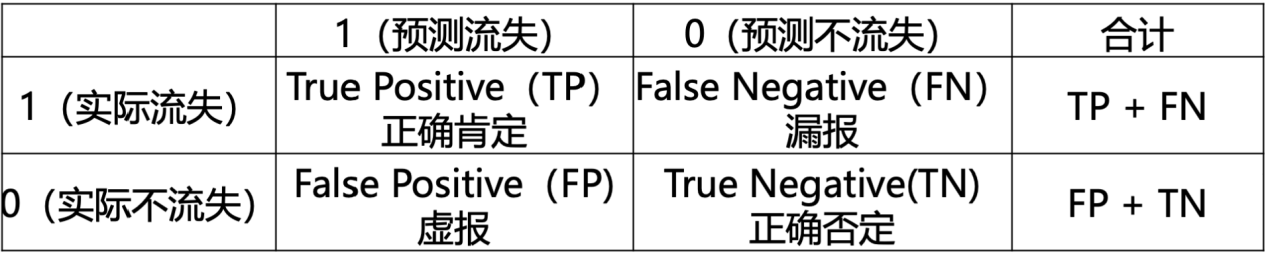 1（预测流失） 0（预测不流失） 合计
1（实际流失） True Positive（TP） False Negative（FN） TP + FN
正确肯定 漏报
0（实际不流失） False Positive（FP) True Negative(TN) FP + TN
虚报 正确否定